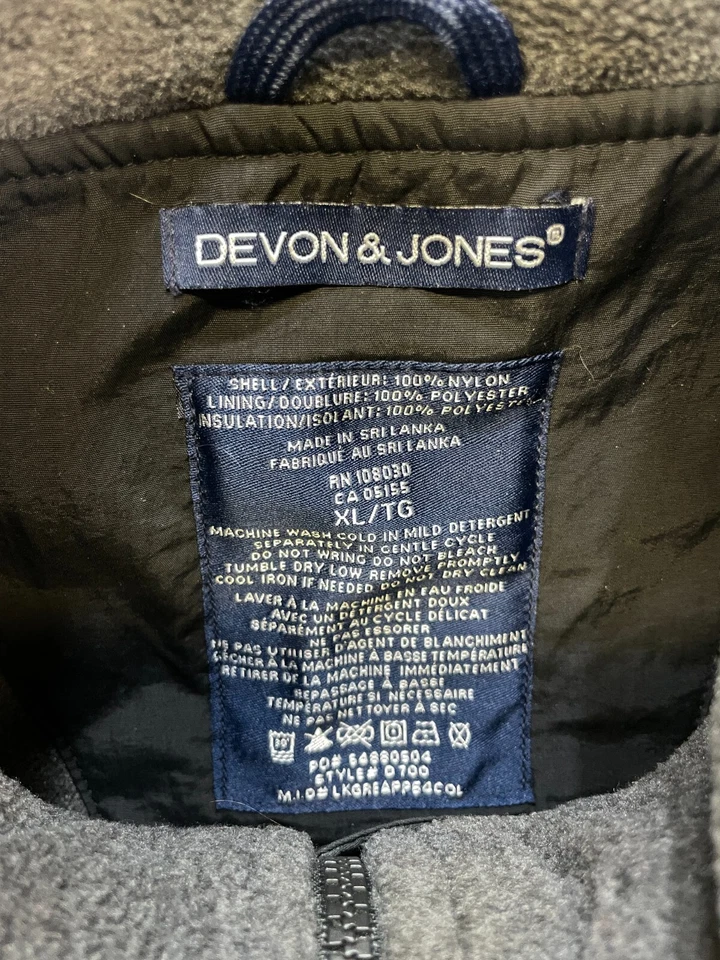 DEVON & JONES®
SHELL/EXTÉRIEUR: 100% NYLON
LINING/DOUBLURE: 100% POLYESTER
INSULATION/ISOLANT: 100% POLYESTER
MADE IN SRI LANKA
FABRIQUE AU SRI LANKA
RN 108030
CA 05155
XL/TG
MACHINE WASH COLD IN MILD DETERGENT
SEPARATELY IN GENTLE CYCLE
DO NOT WRING DO NOT BLEACH
TUMBLE DRY LOW REMOVE PROMPTLY
COOL IRON IF NEEDED DO NOT DRY CLEAN
LAVER À LA MACHINE EN EAU FROIDE
AVEC UN DÉTERGENT DOUX
SÉPARÉMENT AU CYCLE DÉLICAT
NE PAS ESSORER
NE PAS UTILISER D'AGENT DE BLANCHIMENT
SÉCHER À LA MACHINE À BASSE TEMPÉRATURE
RETIRER DE LA MACHINE IMMÉDIATEMENT
REPASSAGE À BASSE
TEMPÉRATURE SI NÉCESSAIRE
NE PAS NETTOYER À SEC
30°
PO# 54860504
STYLE# D700
M.I.D# LKGREAPP64COL